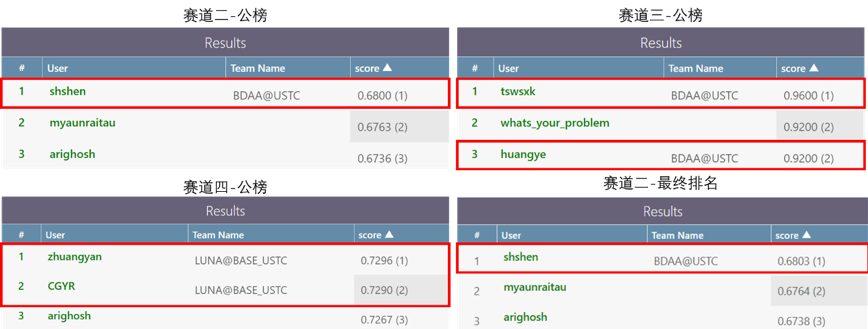 赛道二-公榜
Results
# User Team Name score ▲
1 shshen BDAA@USTC 0.6800 (1)
2 myaunraitau 0.6763 (2)
3 arighosh 0.6736 (3)
赛道三-公榜
Results
# User Team Name score ▲
1 tswsxk BDAA@USTC 0.9600 (1)
2 whats_your_problem 0.9200 (2)
3 huangye BDAA@USTC 0.9200 (2)
赛道四-公榜
Results
# User Team Name score ▲
1 zhuangyan LUNA@BASE_USTC 0.7296 (1)
2 CGYR LUNA@BASE_USTC 0.7290 (2)
3 arighosh 0.7267 (3)
赛道二-最终排名
Results
# User Team Name score ▲
1 shshen BDAA@USTC 0.6803 (1)
2 myaunraitau 0.6764 (2)
3 arighosh 0.6738 (3)